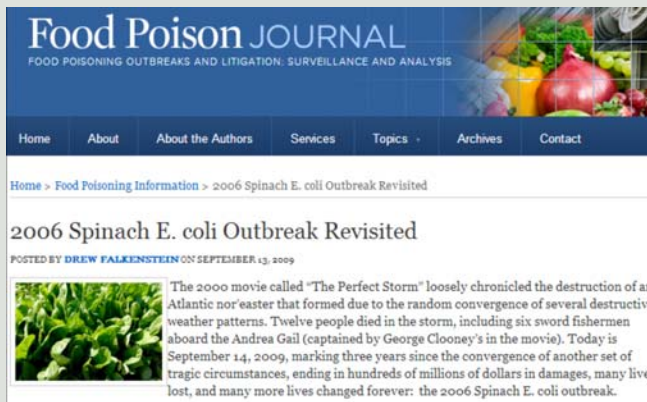 Food Poison JOURNAL
FOOD POISONING OUTBREAKS AND LITIGATION: SURVEILLANCE AND ANALYSIS
Home About About the Authors Services Topics Archives Contact
Home > Food Poisoning Information > 2006 Spinach E. coli Outbreak Revisited
2006 Spinach E. coli Outbreak Revisited
POSTED BY DREW FALKENSTEIN ON SEPTEMBER 13, 2009
The 2000 movie called "The Perfect Storm" loosely chronicled the destruction of a
Atlantic nor'easter that formed due to the random convergence of several destructiv
weather patterns. Twelve people died in the storm, including six sword fishermen
aboard the Andrea Gail (captained by George Clooney's in the movie). Today is
September 14, 2009, marking three years since the convergence of another set of
tragic circumstances, ending in hundreds of millions of dollars in damages, many live
lost, and many more lives changed forever: the 2006 Spinach E. coli outbreak.